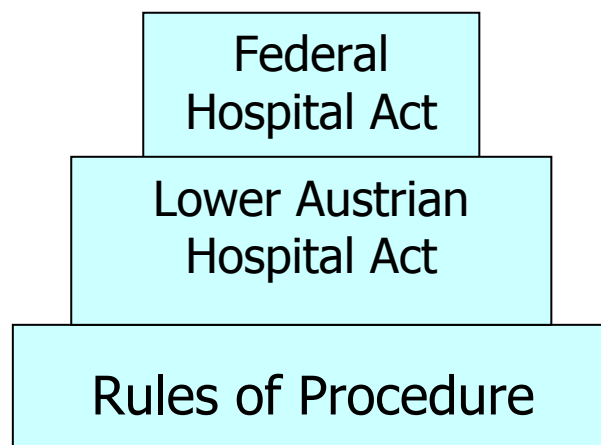 Federal
Hospital Act
Lower Austrian
Hospital Act
Rules of Procedure